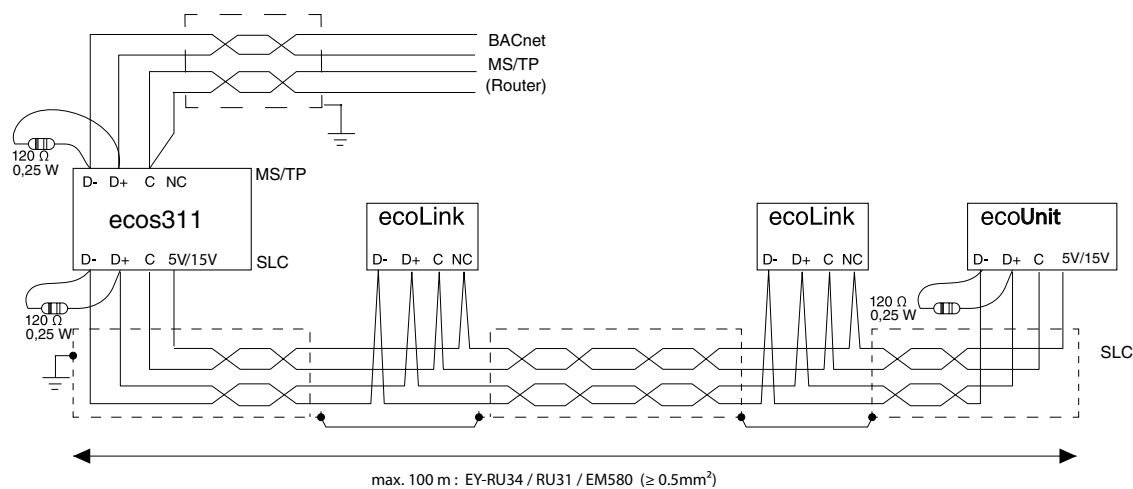 BACnet
MS/TP
(Router)
120 Ω
0,25 W
D- D+ C NC
MS/TP
ecos311
D- D+ C 5V/15V
SLC
ecoLink
D- D+ C NC
ecoLink
D- D+ C NC
ecoUnit
D- D+ C 5V/15V
120 Ω
0,25 W
120 Ω
0,25 W
SLC
max. 100 m : EY-RU34 / RU31 / EM580 (≥ 0.5mm²)